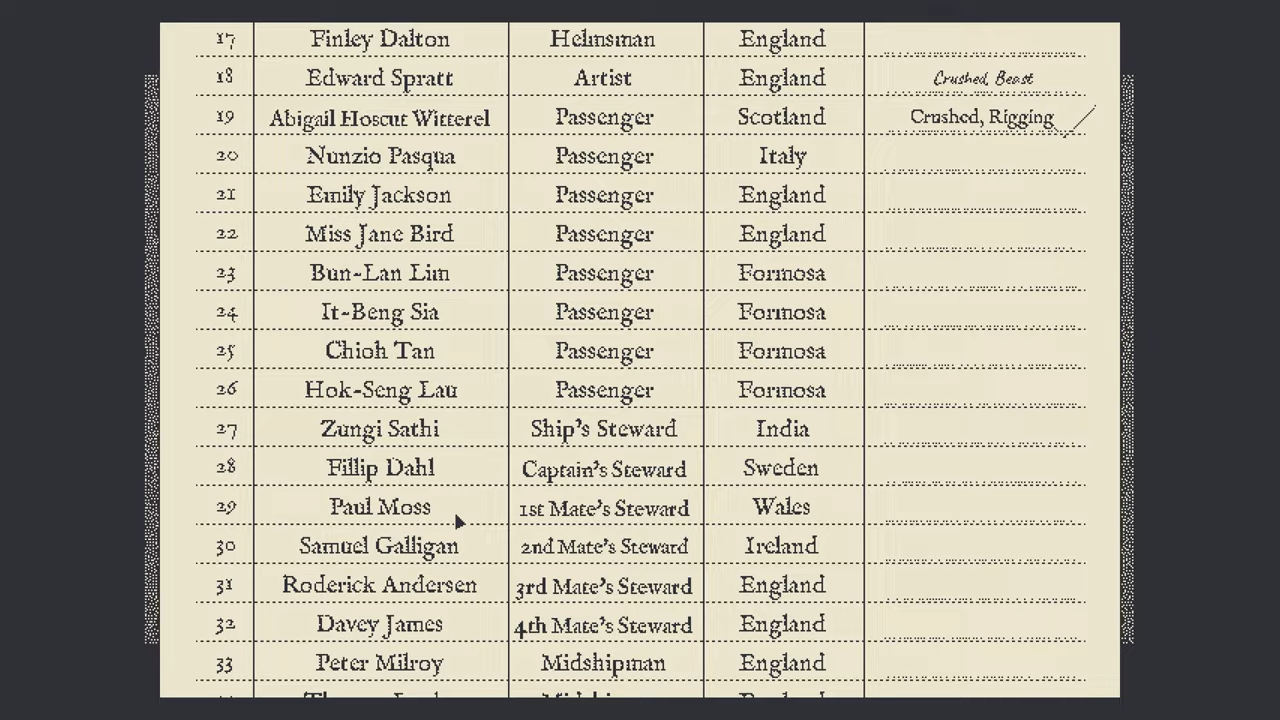 17 Finley Dalton Helmsman England
18 Edward Spratt Artist England Crushed, Beast
19 Abigail Hoscut Witterel Passenger Scotland Crushed, Rigging
20 Nunzio Pasqua Passenger Italy
21 Emily Jackson Passenger England
22 Miss Jane Bird Passenger England
23 Bun-Lan Lim Passenger Formosa
24 It-Beng Sia Passenger Formosa
25 Chioh Tan Passenger Formosa
26 Hok-Seng Lau Passenger Formosa
27 Zungi Sathi Ship's Steward India
28 Fillip Dahl Captain's Steward Sweden
29 Paul Moss 1st Mate's Steward Wales
30 Samuel Galligan 2nd Mate's Steward Ireland
31 Roderick Andersen 3rd Mate's Steward England
32 Davey James 4th Mate's Steward England
33 Peter Milroy Midshipman England